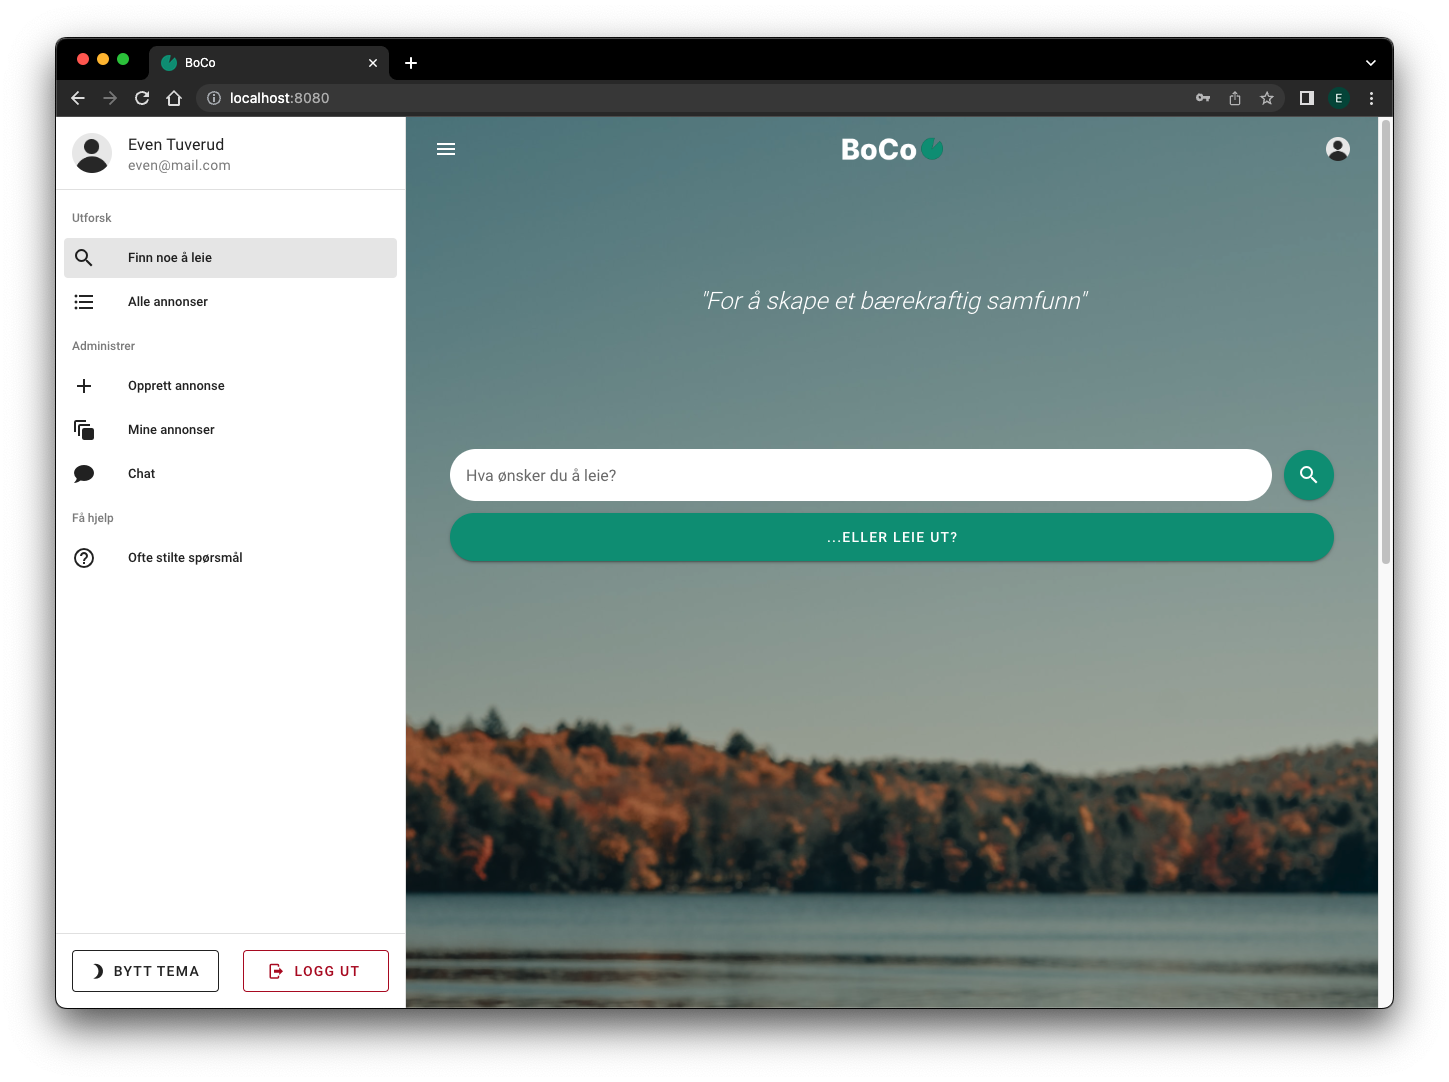 BoCo
localhost:8080
E
Even Tuverud
even@mail.com
Utforsk
Finn noe å leie
Alle annonser
Administrer
Opprett annonse
Mine annonser
Chat
Få hjelp
Ofte stilte spørsmål
BYTT TEMA
LOGG UT
BoCo
"For å skape et bærekraftig samfunn"
Hva ønsker du å leie?
...ELLER LEIE UT?